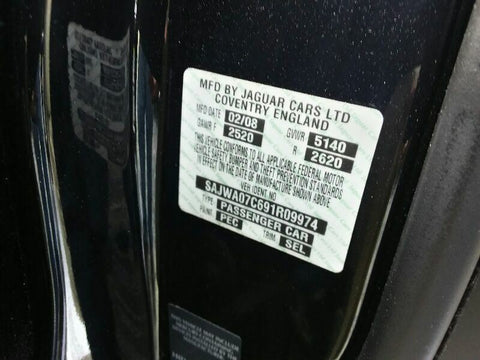 MFD BY JAGUAR CARS LTD
COVENTRY ENGLAND
MFD DATE 02/08 GVWR 5140
GAWR F 2520 R 2620
THIS VEHICLE CONFORMS TO ALL APPLICABLE FEDERAL MOTOR
VEHICLE SAFETY BUMPER AND THEFT PREVENTION STANDARDS
IN EFFECT ON THE DATE OF MANUFACTURE SHOWN ABOVE
VEH IDENT NO
SAJWA07C691R09974
TYPE PASSENGER CAR
PAINT PEC TRIM. SEL